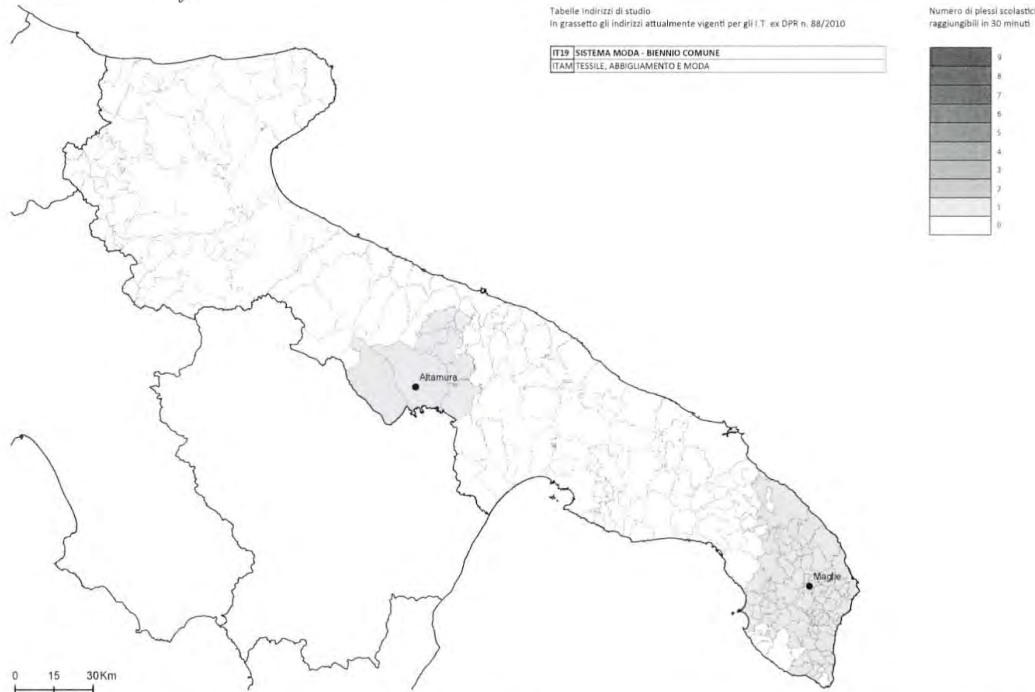 Tabelle indirizzi di studio
In grassetto gli indirizzi attualmente vigenti per gli I.T. ex DPR n. 88/2010
IT19 SISTEMA MODA - BIENNIO COMUNE
ITAM TESSILE, ABBIGLIAMENTO E MODA
Numero di plessi scolastici
raggiungibili in 30 minuti
9
8
7
6
5
4
3
2
1
0
Altamura
Maglie
0 15 30Km